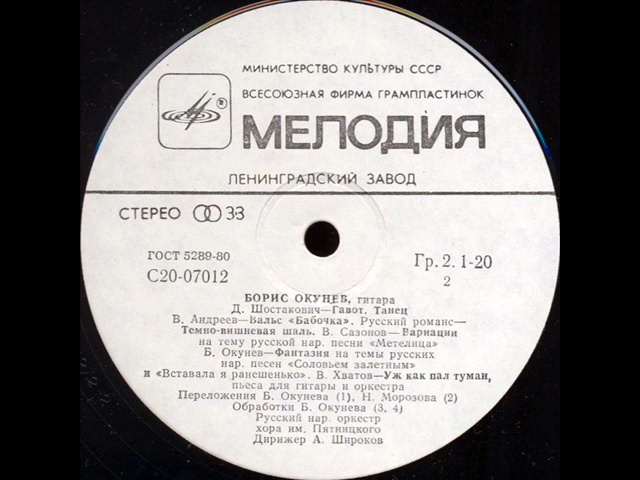 МИНИСТЕРСТВО КУЛЬТУРЫ СССР
ВСЕСОЮЗНАЯ ФИРМА ГРАМПЛАСТИНОК
МЕЛОДИЯ
ЛЕНИНГРАДСКИЙ ЗАВОД
СТЕРЕО 33
ГОСТ 5289-80
С20-07012
Гр. 2. 1-20
2
БОРИС ОКУНЕВ, гитара
Д. Шостакович—Гавот. Танец
В. Андреев—Вальс «Бабочка». Русский романс—
Темно-вишневая шаль. В. Сазонов—Вариации
на тему русской нар. песни «Метелица»
Б. Окунев—Фантазия на темы русских
нар. песен «Соловьем залетным»
и «Вставала я ранешенько». В. Хватов—Уж как пал туман,
пьеса для гитары и оркестра
Переложения Б. Окунева (1), Н. Морозова (2)
Обработки Б. Окунева (3, 4)
Русский нар. оркестр
хора им. Пятницкого
Дирижер А. Широков